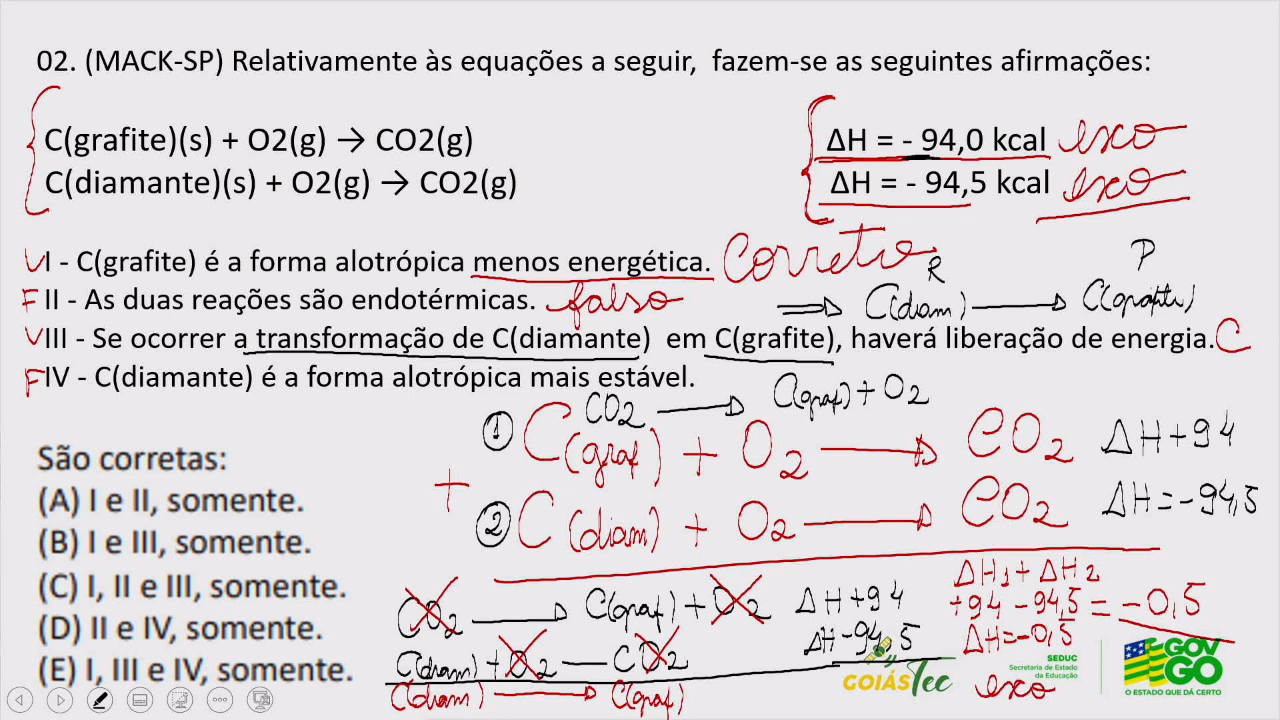 02. (MACK-SP) Relativamente às equações a seguir, fazem-se as seguintes afirmações:
C(grafite)(s) + O2(g) → CO2(g) ΔH = - 94,0 kcal exo
C(diamante)(s) + O2(g) → CO2(g) ΔH = - 94,5 kcal exo
V I - C(grafite) é a forma alotrópica menos energética. Correto
R P
F II - As duas reações são endotérmicas. falso ⇒ C(diam) → C(grafite)
V III - Se ocorrer a transformação de C(diamante) em C(grafite), haverá liberação de energia. C
F IV - C(diamante) é a forma alotrópica mais estável.
CO2 → C(graf) + O2
1 C(graf) + O2 → CO2 ΔH+94
+
2 C(diam) + O2 → CO2 ΔH=-94,5
São corretas:
(A) I e II, somente.
(B) I e III, somente.
(C) I, II e III, somente.
(D) II e IV, somente.
(E) I, III e IV, somente.
CO2 → C(graf) + O2 ΔH+94
C(diam) + O2 — CO2 ΔH-94,5
C(diam) → C(graf)
ΔH1 + ΔH2
+94 -94,5 = -0,5
ΔH=-0,5
exo
GOIÁSTec
SEDUC
Secretaria de Estado
da Educação
GOV
GO
O ESTADO QUE DÁ CERTO